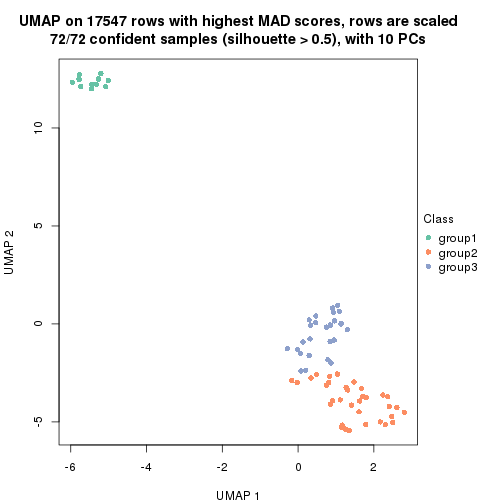 UMAP on 17547 rows with highest MAD scores, rows are scaled
72/72 confident samples (silhouette > 0.5), with 10 PCs
10
5
0
-5
UMAP 2
-6
-4
-2
0
2
UMAP 1
Class
group1
group2
group3